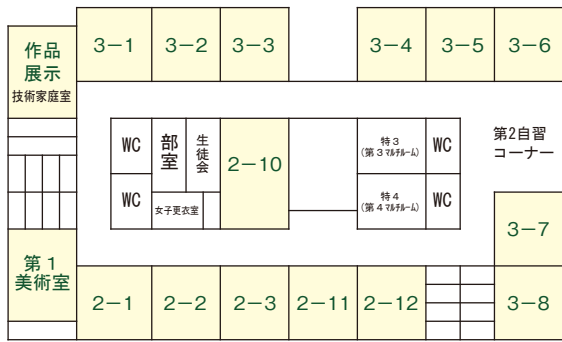 3−1
3−2
3−3
3−4
3−5
3−6
作品
展示
技術家庭室
WC
部室
生徒会
2−10
特3
(第3マルチルーム)
WC
第2自習
コーナー
WC
女子更衣室
特4
(第4マルチルーム)
WC
3−7
第1
美術室
2−1
2−2
2−3
2−11
2−12
3−8